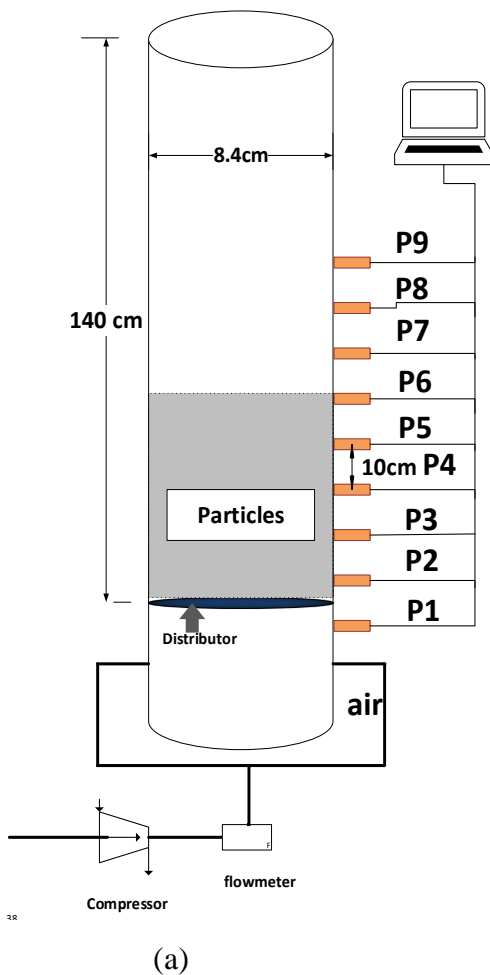 8.4cm
P9
P8
140 cm
P7
P6
P5
10cm P4
Particles
P3
P2
P1
Distributor
air
F
flowmeter
Compressor
38
(a)